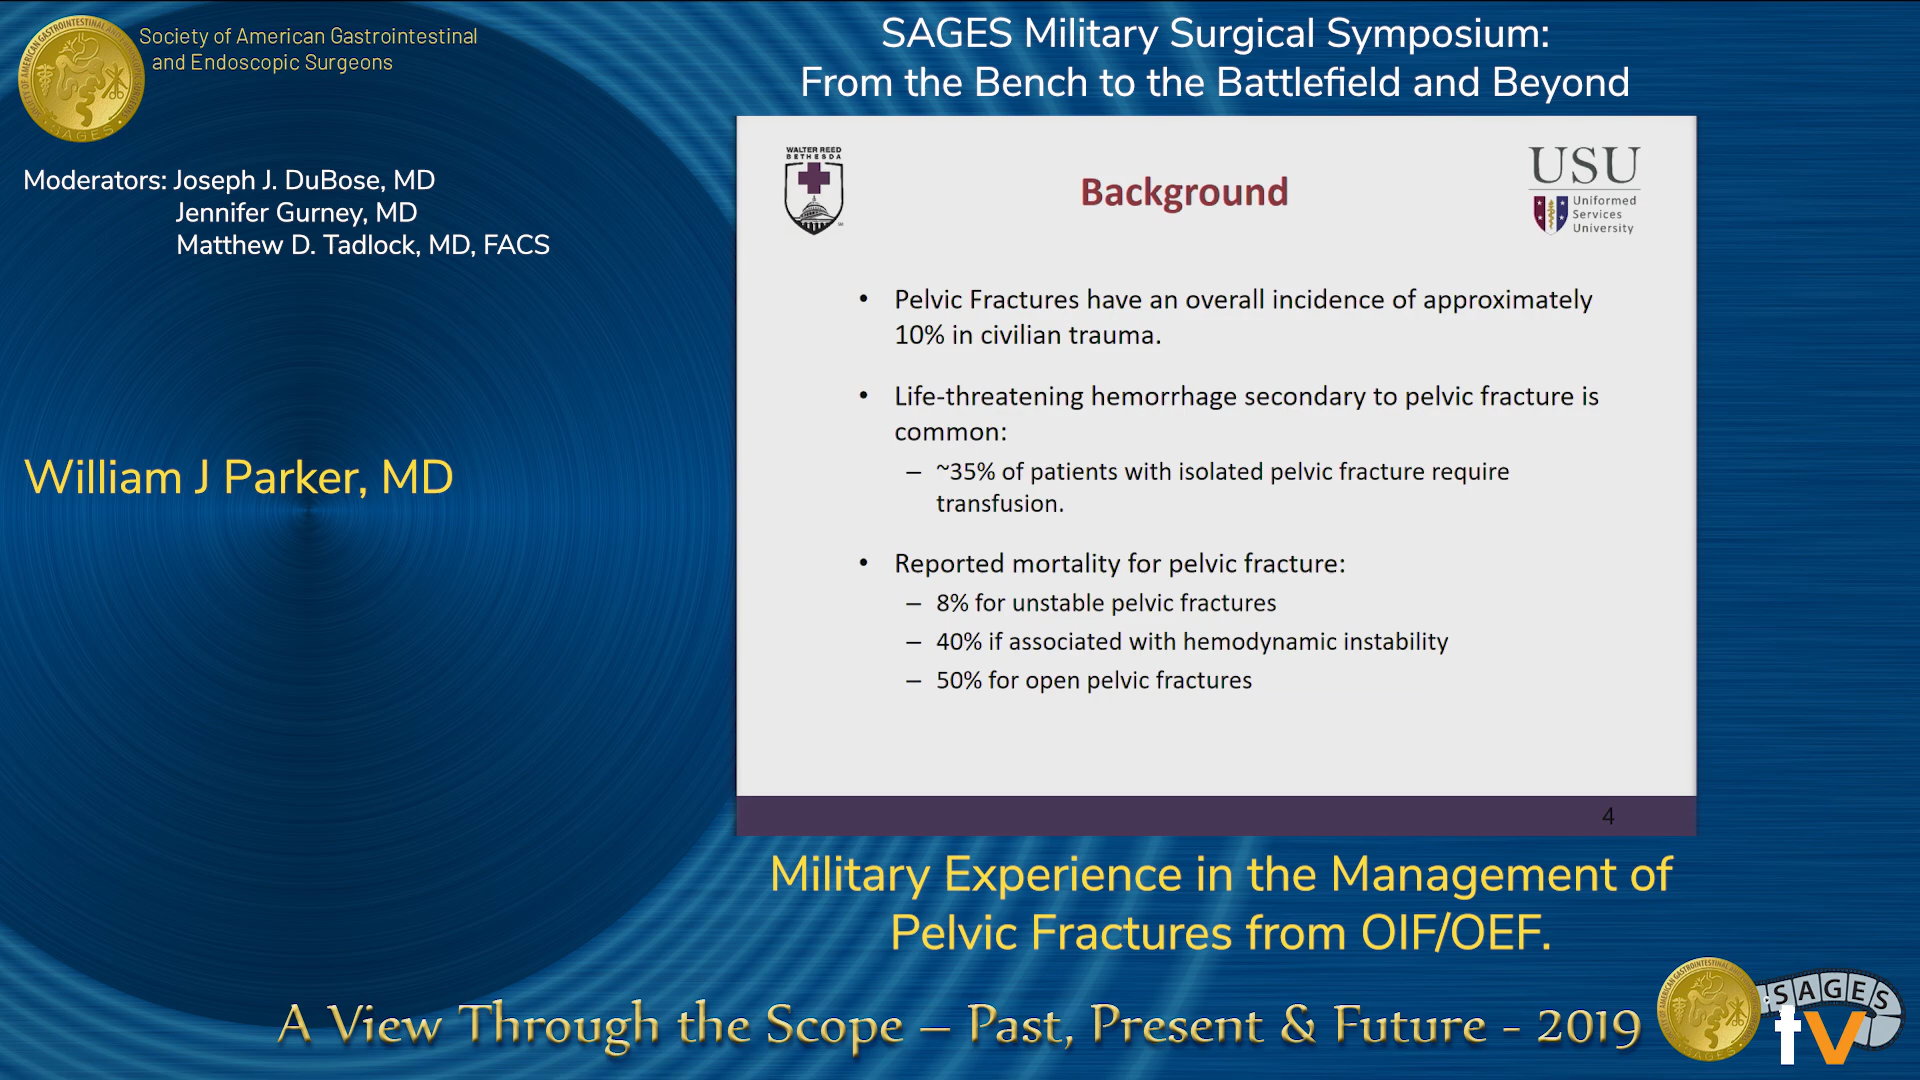 Society of American Gastrointestinal
and Endoscopic Surgeons
SAGES Military Surgical Symposium:
From the Bench to the Battlefield and Beyond
Moderators: Joseph J. DuBose, MD
Jennifer Gurney, MD
Matthew D. Tadlock, MD, FACS
William J Parker, MD
WALTER REED
BETHESDA
Background
USU
Uniformed
Services
University
• Pelvic Fractures have an overall incidence of approximately
10% in civilian trauma.
• Life-threatening hemorrhage secondary to pelvic fracture is
common:
– ~35% of patients with isolated pelvic fracture require
transfusion.
• Reported mortality for pelvic fracture:
– 8% for unstable pelvic fractures
– 40% if associated with hemodynamic instability
– 50% for open pelvic fractures
4
Military Experience in the Management of
Pelvic Fractures from OIF/OEF.
A View Through the Scope – Past, Present & Future - 2019
SAGES
tv